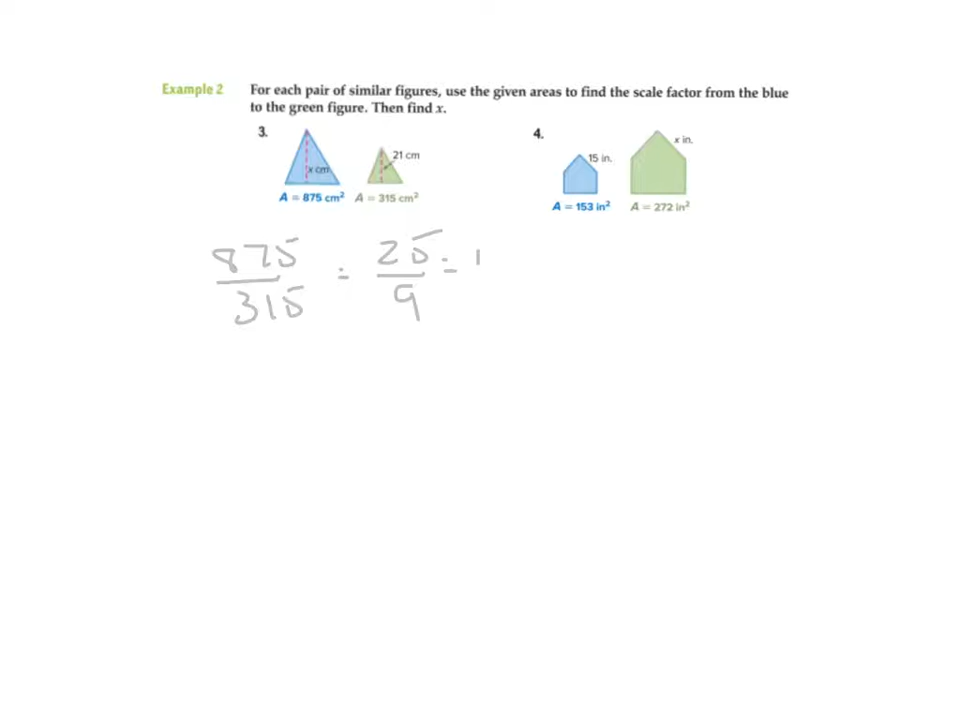 Example 2 For each pair of similar figures, use the given areas to find the scale factor from the blue
to the green figure. Then find x.
3.
x cm
21 cm
A = 875 cm² A = 315 cm²
4.
15 in.
x in.
A = 153 in² A = 272 in²
875/315 = 25/9 =